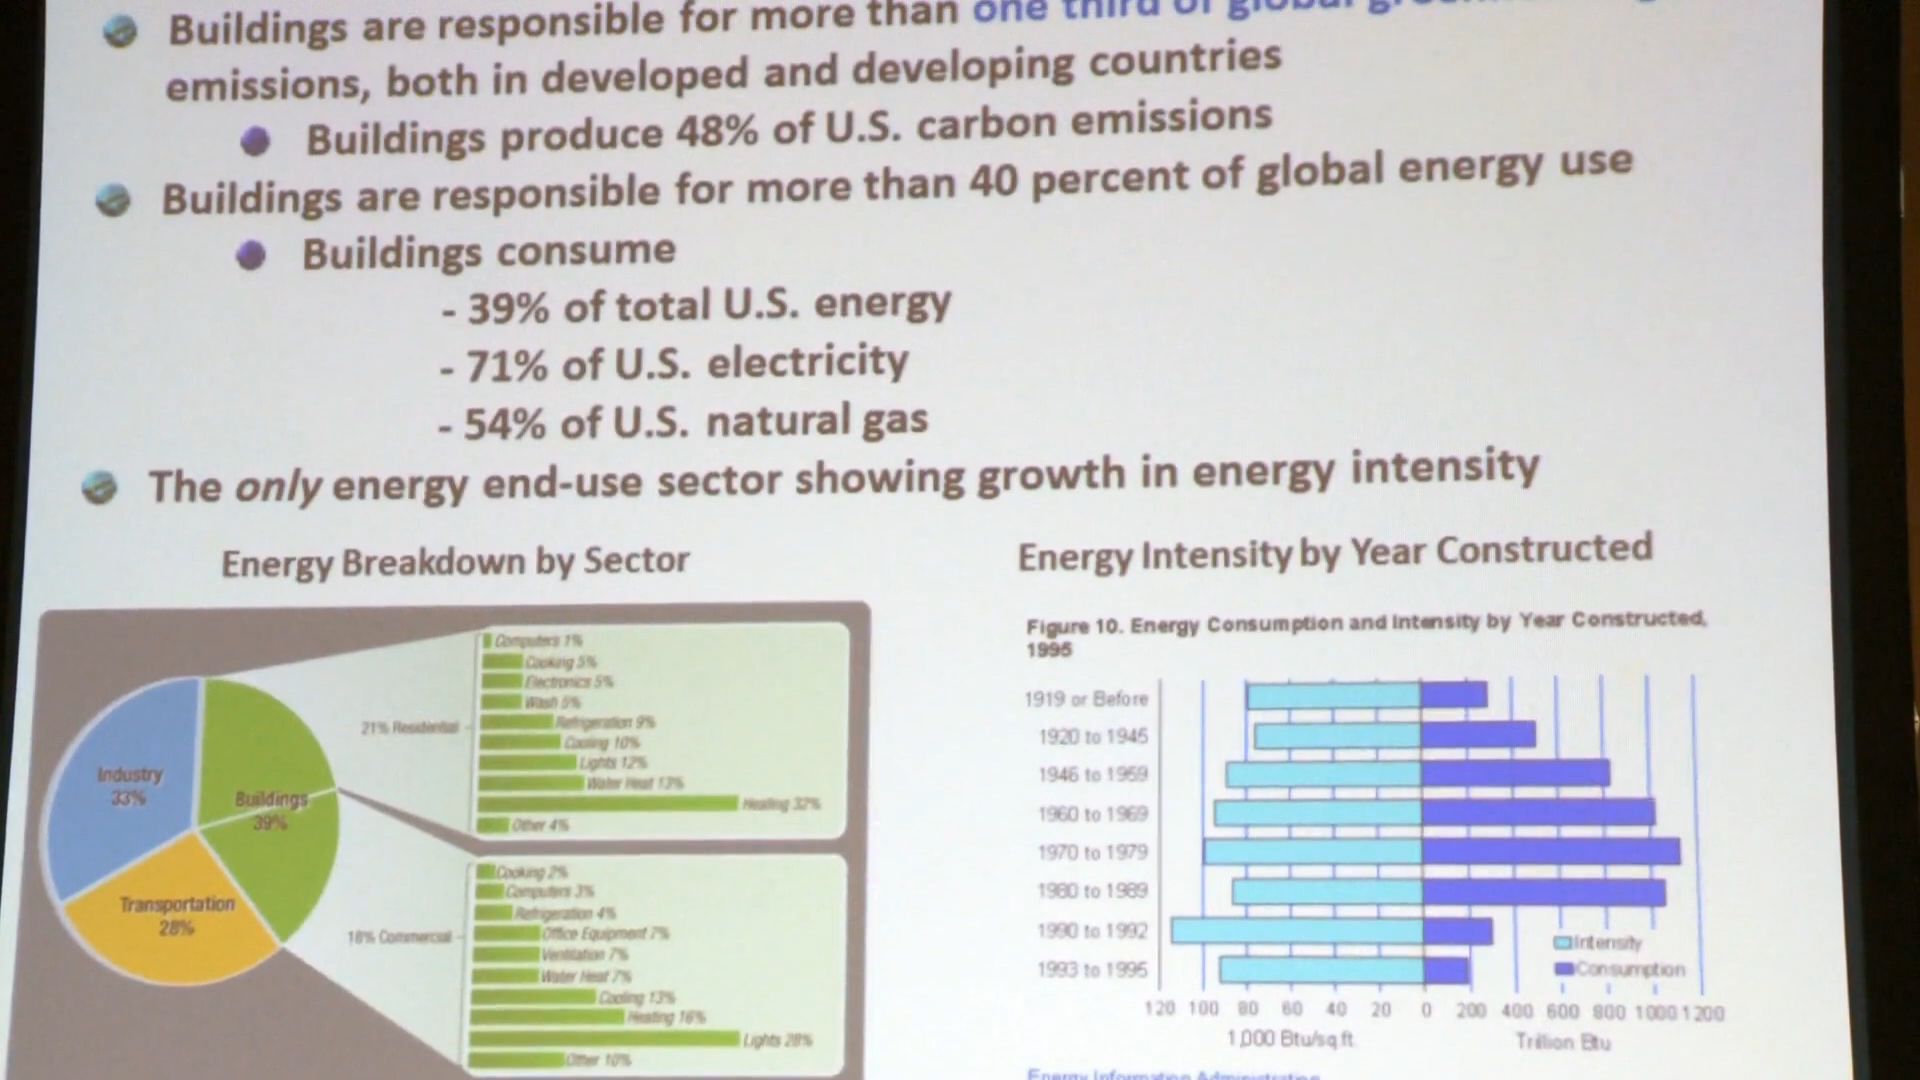 Buildings are responsible for more than one third of global
emissions, both in developed and developing countries
Buildings produce 48% of U.S. carbon emissions
Buildings are responsible for more than 40 percent of global energy use
Buildings consume
- 39% of total U.S. energy
- 71% of U.S. electricity
- 54% of U.S. natural gas
The only energy end-use sector showing growth in energy intensity
Energy Breakdown by Sector
Industry
33%
Buildings
39%
Transportation
28%
21% Residential
Computers 1%
Cooking 5%
Electronics 5%
Wash 5%
Refrigeration 9%
Cooling 10%
Lights 12%
Water Heat 13%
Heating 32%
Other 4%
18% Commercial
Cooking 2%
Computers 3%
Refrigeration 4%
Office Equipment 7%
Ventilation 7%
Water Heat 7%
Cooling 13%
Heating 16%
Lights 28%
Other 10%
Energy Intensity by Year Constructed
Figure 10. Energy Consumption and Intensity by Year Constructed,
1995
1919 or Before
1920 to 1945
1946 to 1959
1960 to 1969
1970 to 1979
1980 to 1989
1990 to 1992
1993 to 1995
Intensity
Consumption
120 100 80 60 40 20 0 200 400 600 800 1000 1200
1,000 Btu/sq.ft.
Trillion Btu
Energy Information Administration